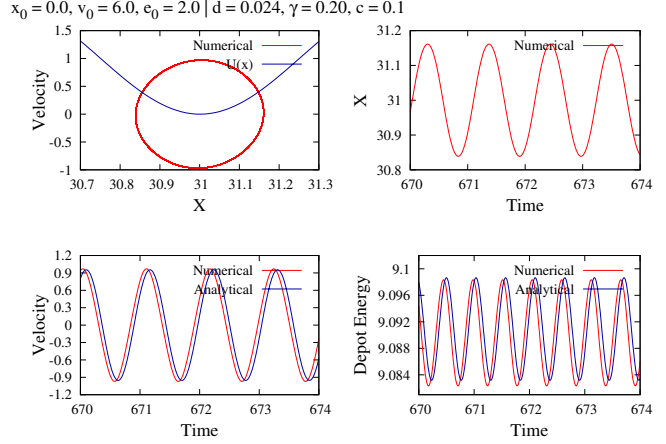 x₀ = 0.0, v₀ = 6.0, e₀ = 2.0 | d = 0.024, γ = 0.20, c = 0.1
Velocity
1.5
1
0.5
0
-0.5
-1
Numerical
U(x)
30.7 30.8 30.9 31 31.1 31.2 31.3
X
X
31.2
31.1
31
30.9
30.8
Numerical
670 671 672 673 674
Time
Velocity
1.2
0.9
0.6
0.3
0
-0.3
-0.6
-0.9
-1.2
Numerical
Analytical
670 671 672 673 674
Time
Depot Energy
9.1
9.096
9.092
9.088
9.084
Numerical
Analytical
670 671 672 673 674
Time